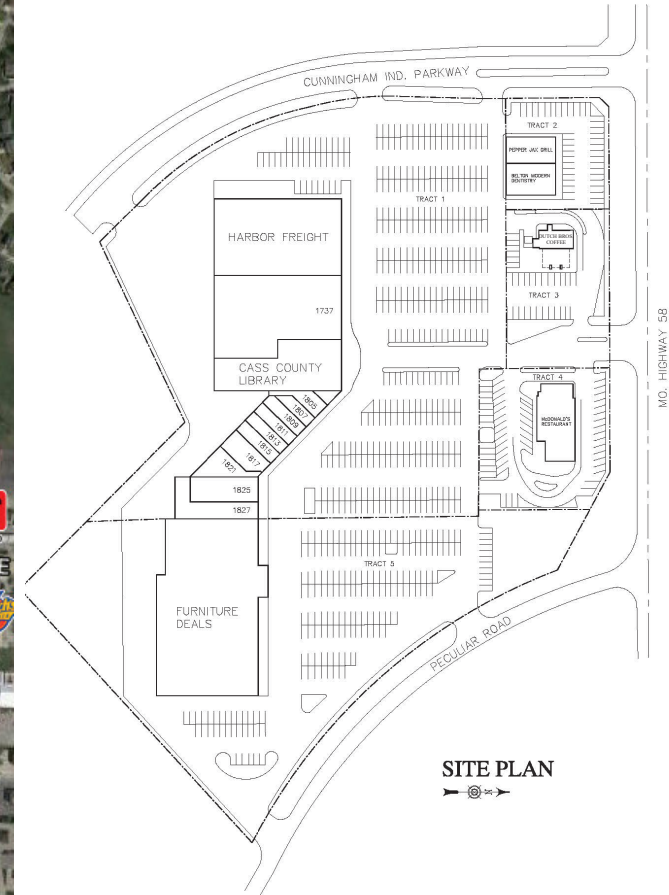 CUNNINGHAM IND. PARKWAY
TRACT 2
PEPPER JAX GRILL
BELTON MODERN
DENTISTRY
TRACT 1
HARBOR FREIGHT
DUTCH BROS
COFFEE
TRACT 3
1737
MO. HIGHWAY 58
CASS COUNTY
LIBRARY
TRACT 4
McDONALD'S
RESTAURANT
1805
1807
1809
1811
1813
1815
1817
1821
1825
1827
TRACT 5
FURNITURE
DEALS
PECULIAR ROAD
SITE PLAN
N